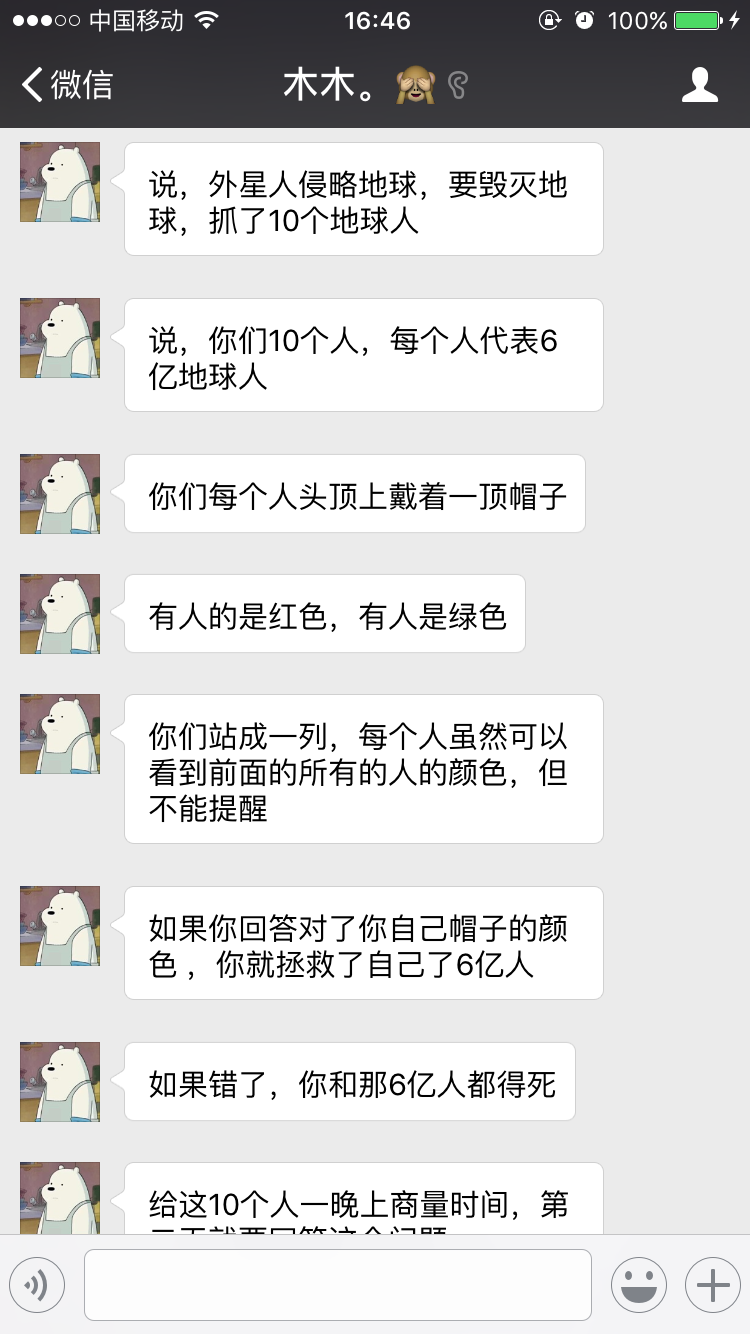 中国移动 16:46 100%
微信 木木。🙈👂
说，外星人侵略地球，要毁灭地
球，抓了10个地球人
说，你们10个人，每个人代表6
亿地球人
你们每个人头顶上戴着一顶帽子
有人的是红色，有人是绿色
你们站成一列，每个人虽然可以
看到前面的所有的人的颜色，但
不能提醒
如果你回答对了你自己帽子的颜
色 ，你就拯救了自己了6亿人
如果错了，你和那6亿人都得死
给这10个人一晚上商量时间，第